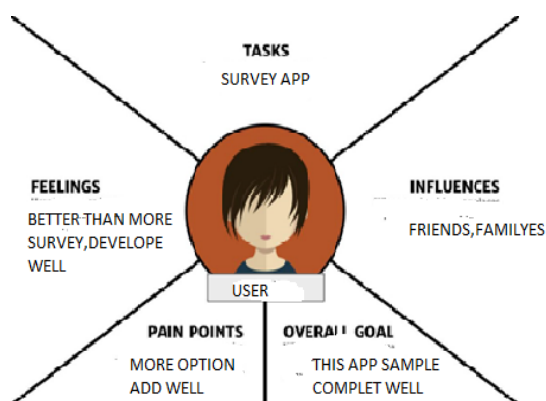 TASKS
SURVEY APP
FEELINGS
BETTER THAN MORE
SURVEY,DEVELOPE
WELL
INFLUENCES
FRIENDS,FAMILYES
USER
PAIN POINTS
MORE OPTION
ADD WELL
OVERALL GOAL
THIS APP SAMPLE
COMPLET WELL